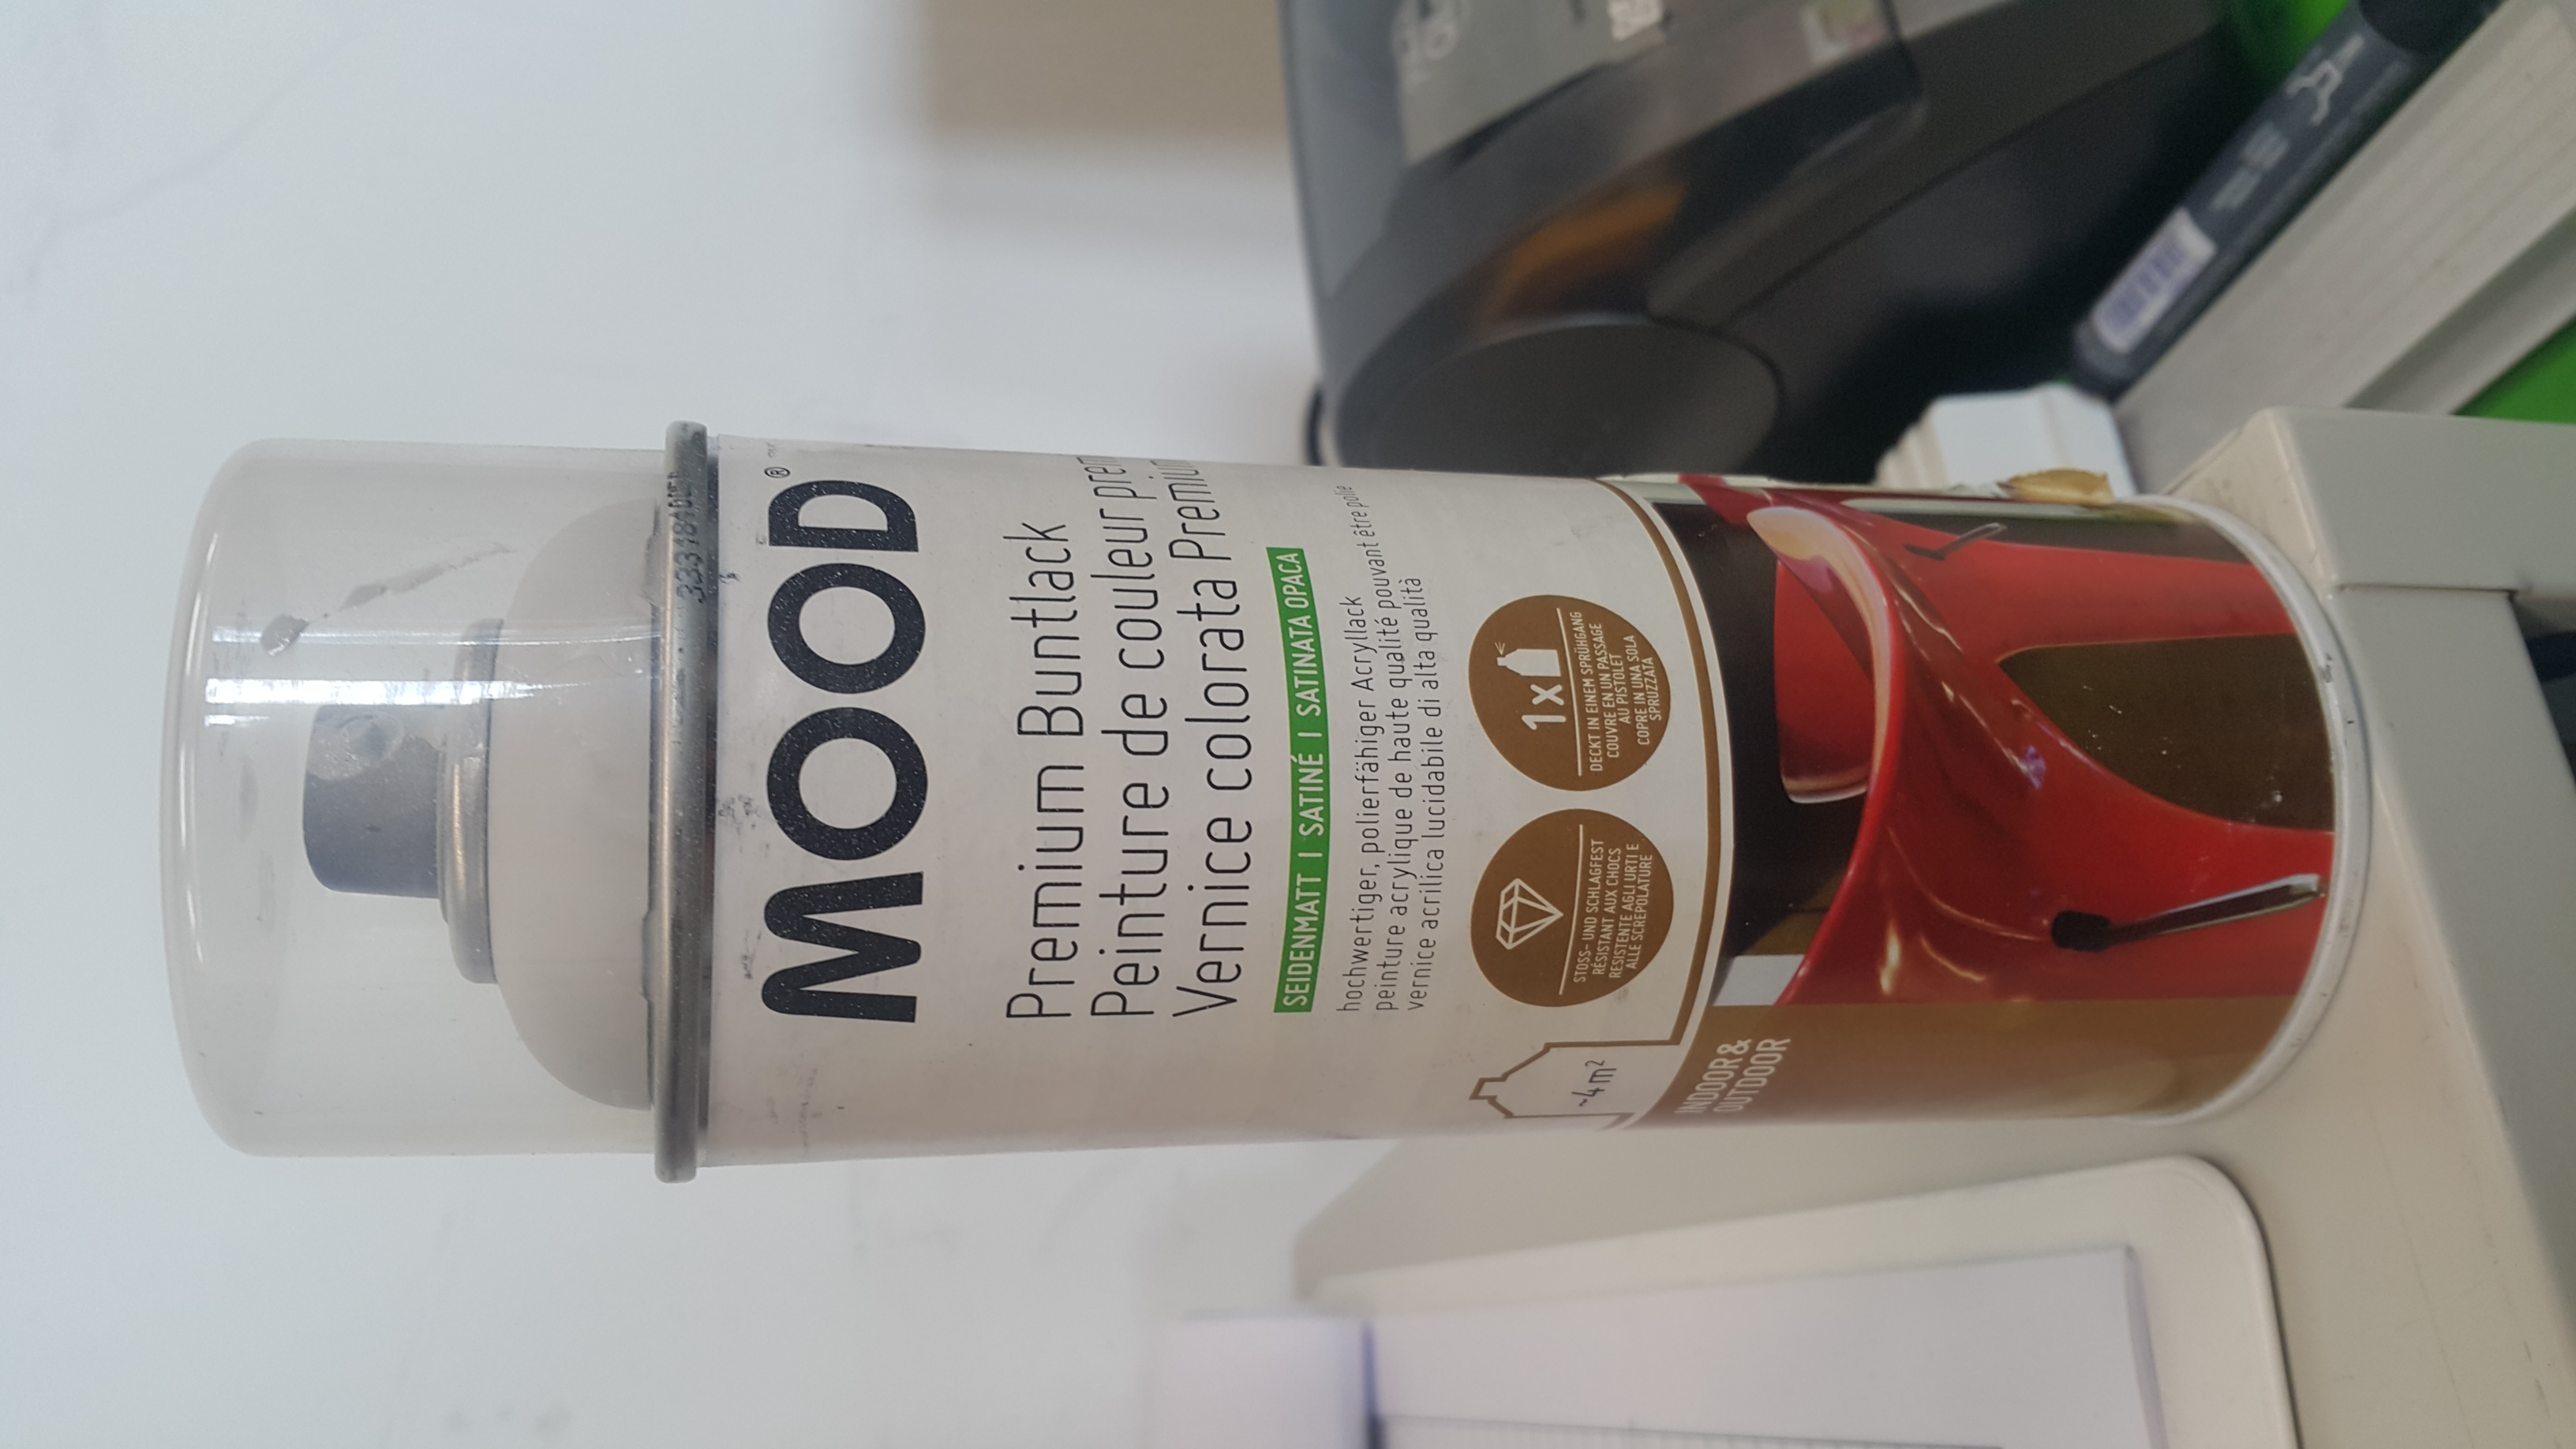 MOOD®
Premium Buntlack
Peinture de couleur prem
Vernice colorata Premium
SEIDENMATT | SATINÉ | SATINATA OPACA
hochwertiger, polierfähiger Acryllack
peinture acrylique de haute qualité pouvant être polie
vernice acrilica lucidabile di alta qualità
~4m²
STOSS- UND SCHLAGFEST
RÉSISTANT AUX CHOCS
RESISTENTE AGLI URTI E
ALLE SCREPOLATURE
1x
DECKT IN EINEM SPRÜHGANG
COUVRE EN UN PASSAGE
AU PISTOLET
COPRE IN UNA SOLA
SPRUZZATA
INDOOR &
OUTDOOR